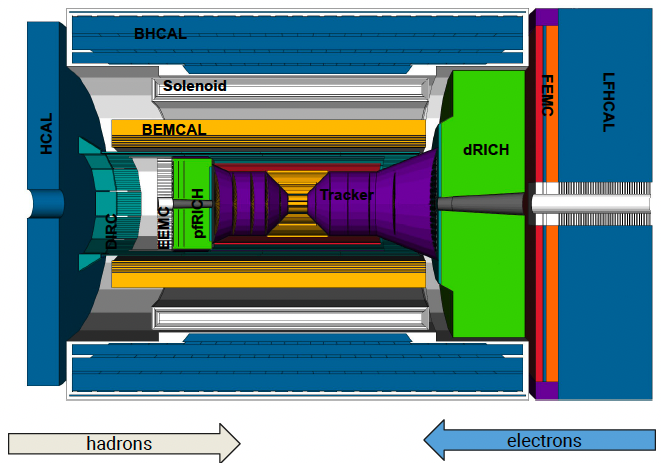 BHCAL
Solenoid
BEMCAL
HCAL
DIRC
EEMC
pfRICH
Tracker
dRICH
FEMC
LFHCAL
hadrons
electrons